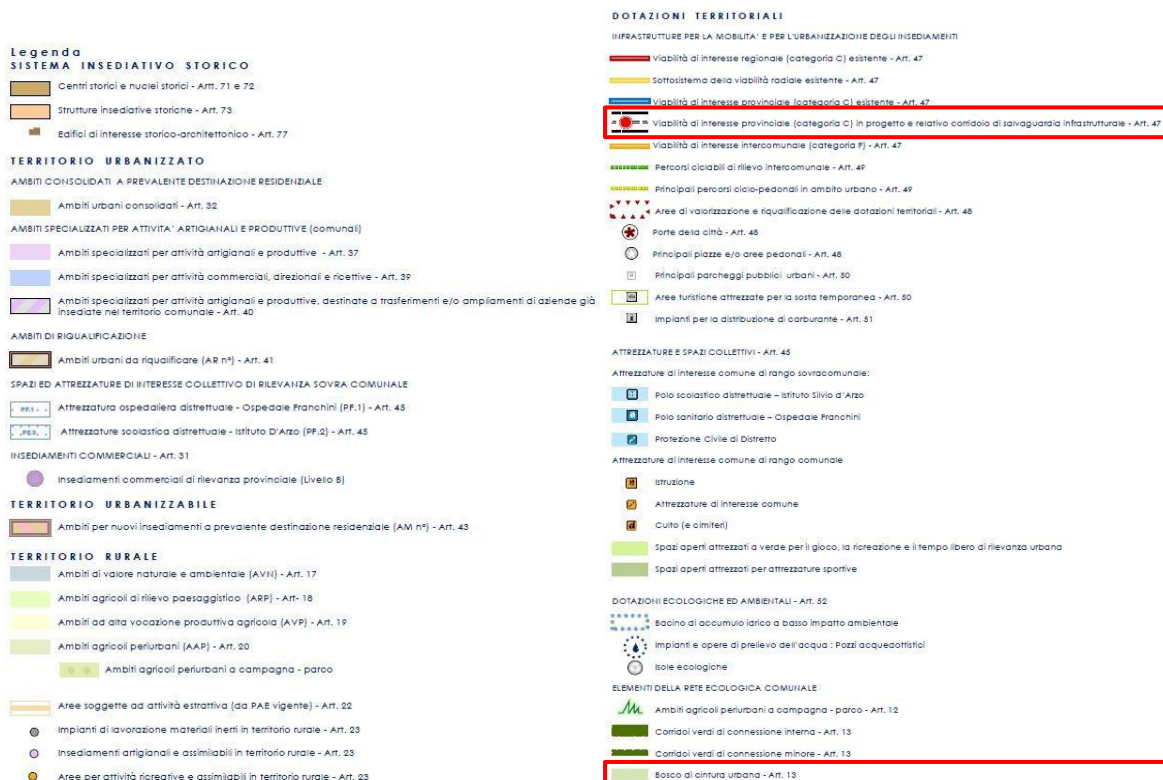 Legenda
SISTEMA INSEDIATIVO STORICO
Centri storici e nuclei storici - Artt. 71 e 72
Strutture insediative storiche - Art. 73
Edifici di interesse storico-architettonico - Art. 77
TERRITORIO URBANIZZATO
AMBITI CONSOLIDATI A PREVALENTE DESTINAZIONE RESIDENZIALE
Ambiti urbani consolidati - Art. 32
AMBITI SPECIALIZZATI PER ATTIVITA' ARTIGIANALI E PRODUTTIVE (comunali)
Ambiti specializzati per attività artigianali e produttive - Art. 37
Ambiti specializzati per attività commerciali, direzionali e ricettive - Art. 39
Ambiti specializzati per attività artigianali e produttive, destinate a trasferimenti e/o ampliamenti di aziende già
insediate nel territorio comunale - Art. 40
AMBITI DI RIQUALIFICAZIONE
Ambiti urbani da riqualificare (AR n°) - Art. 41
SPAZI ED ATTREZZATURE DI INTERESSE COLLETTIVO DI RILEVANZA SOVRA COMUNALE
Attrezzatura ospedaliera distrettuale - Ospedale Franchini (PF.1) - Art. 45
Attrezzature scolastica distrettuale - Istituto D'Arzo (PF.2) - Art. 45
INSEDIAMENTI COMMERCIALI - Art. 31
Insediamenti commerciali di rilevanza provinciale (Livello B)
TERRITORIO URBANIZZABILE
Ambiti per nuovi insediamenti a prevalente destinazione residenziale (AM n°) - Art. 43
TERRITORIO RURALE
Ambiti di valore naturale e ambientale (AVN) - Art. 17
Ambiti agricoli di rilievo paesaggistico (ARP) - Art- 18
Ambiti ad alta vocazione produttiva agricola (AVP) - Art. 19
Ambiti agricoli periurbani (AAP) - Art. 20
Ambiti agricoli periurbani a campagna - parco
Aree soggette ad attività estrattiva (da PAE vigente) - Art. 22
Impianti di lavorazione materiali inerti in territorio rurale - Art. 23
Insediamenti artigianali e assimilabili in territorio rurale - Art. 23
Aree per attività ricreative e assimilabili in territorio rurale - Art. 23
DOTAZIONI TERRITORIALI
INFRASTRUTTURE PER LA MOBILITA' E PER L'URBANIZZAZIONE DEGLI INSEDIAMENTI
Viabilità di interesse regionale (categoria C) esistente - Art. 47
Sottosistema della viabilità radiale esistente - Art. 47
Viabilità di interesse provinciale (categoria C) esistente - Art. 47
Viabilità di interesse provinciale (categoria C) in progetto e relativo corridoio di salvaguardia infrastrutturale - Art. 47
Viabilità di interesse intercomunale (categoria F) - Art. 47
Percorsi ciclabili di rilievo intercomunale - Art. 49
Principali percorsi ciclo-pedonali in ambito urbano - Art. 49
Aree di valorizzazione e riqualificazione delle dotazioni territoriali - Art. 48
Porte della città - Art. 48
Principali piazze e/o aree pedonali - Art. 48
P Principali parcheggi pubblici urbani - Art. 50
Aree turistiche attrezzate per la sosta temporanea - Art. 50
Impianti per la distribuzione di carburante - Art. 51
ATTREZZATURE E SPAZI COLLETTIVI - Art. 45
Attrezzature di interesse comune di rango sovracomunale:
Polo scolastico distrettuale – Istituto Silvio d'Arzo
Polo sanitario distrettuale – Ospedale Franchini
Protezione Civile di Distretto
Attrezzature di interesse comune di rango comunale
Istruzione
Attrezzature di interesse comune
Culto (e cimiteri)
Spazi aperti attrezzati a verde per il gioco, la ricreazione e il tempo libero di rilevanza urbana
Spazi aperti attrezzati per attrezzature sportive
DOTAZIONI ECOLOGICHE ED AMBIENTALI - Art. 52
Bacino di accumulo idrico a basso impatto ambientale
Impianti e opere di prelievo dell'acqua : Pozzi acquedottistici
Isole ecologiche
ELEMENTI DELLA RETE ECOLOGICA COMUNALE
Ambiti agricoli periurbani a campagna - parco - Art. 12
Corridoi verdi di connessione interna - Art. 13
Corridoi verdi di connessione minore - Art. 13
Bosco di cintura urbana - Art. 13